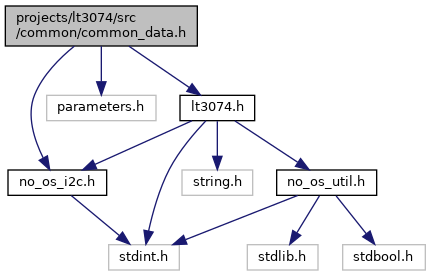 projects/lt3074/src
/common/common_data.h
parameters.h
lt3074.h
no_os_i2c.h
string.h
no_os_util.h
stdint.h
stdlib.h
stdbool.h